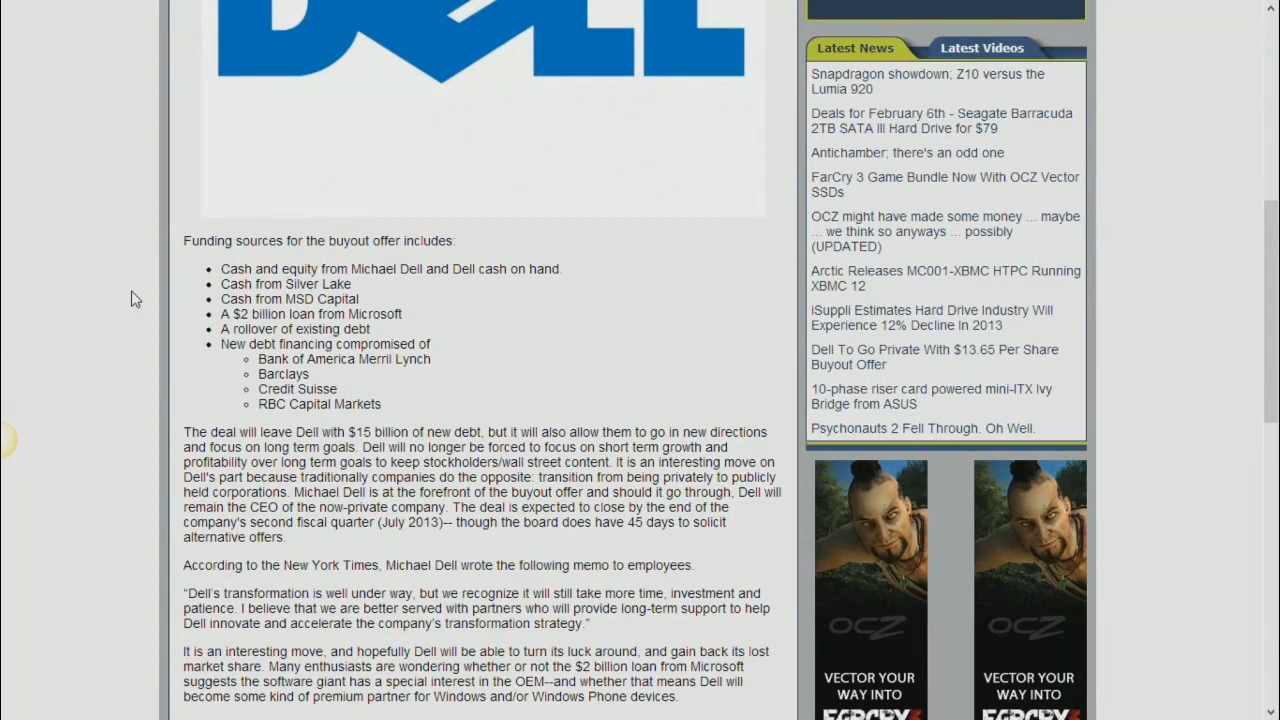 DELL
Funding sources for the buyout offer includes:
Cash and equity from Michael Dell and Dell cash on hand.
Cash from Silver Lake
Cash from MSD Capital
A $2 billion loan from Microsoft
A rollover of existing debt
New debt financing compromised of
Bank of America Merril Lynch
Barclays
Credit Suisse
RBC Capital Markets
The deal will leave Dell with $15 billion of new debt, but it will also allow them to go in new directions
and focus on long term goals. Dell will no longer be forced to focus on short term growth and
profitability over long term goals to keep stockholders/wall street content. It is an interesting move on
Dell's part because traditionally companies do the opposite: transition from being privately to publicly
held corporations. Michael Dell is at the forefront of the buyout offer and should it go through, Dell will
remain the CEO of the now-private company. The deal is expected to close by the end of the
company's second fiscal quarter (July 2013)-- though the board does have 45 days to solicit
alternative offers.
According to the New York Times, Michael Dell wrote the following memo to employees.
“Dell’s transformation is well under way, but we recognize it will still take more time, investment and
patience. I believe that we are better served with partners who will provide long-term support to help
Dell innovate and accelerate the company’s transformation strategy.”
It is an interesting move, and hopefully Dell will be able to turn its luck around, and gain back its lost
market share. Many enthusiasts are wondering whether or not the $2 billion loan from Microsoft
suggests the software giant has a special interest in the OEM--and whether that means Dell will
become some kind of premium partner for Windows and/or Windows Phone devices.
Latest News
Latest Videos
Snapdragon showdown; Z10 versus the
Lumia 920
Deals for February 6th - Seagate Barracuda
2TB SATA III Hard Drive for $79
Antichamber; there's an odd one
FarCry 3 Game Bundle Now With OCZ Vector
SSDs
OCZ might have made some money ... maybe
... we think so anyways ... possibly
(UPDATED)
Arctic Releases MC001-XBMC HTPC Running
XBMC 12
iSuppli Estimates Hard Drive Industry Will
Experience 12% Decline In 2013
Dell To Go Private With $13.65 Per Share
Buyout Offer
10-phase riser card powered mini-ITX Ivy
Bridge from ASUS
Psychonauts 2 Fell Through. Oh Well.
OCZ
VECTOR YOUR
WAY INTO
FARCRY 3
OCZ
VECTOR YOUR
WAY INTO
FARCRY 3